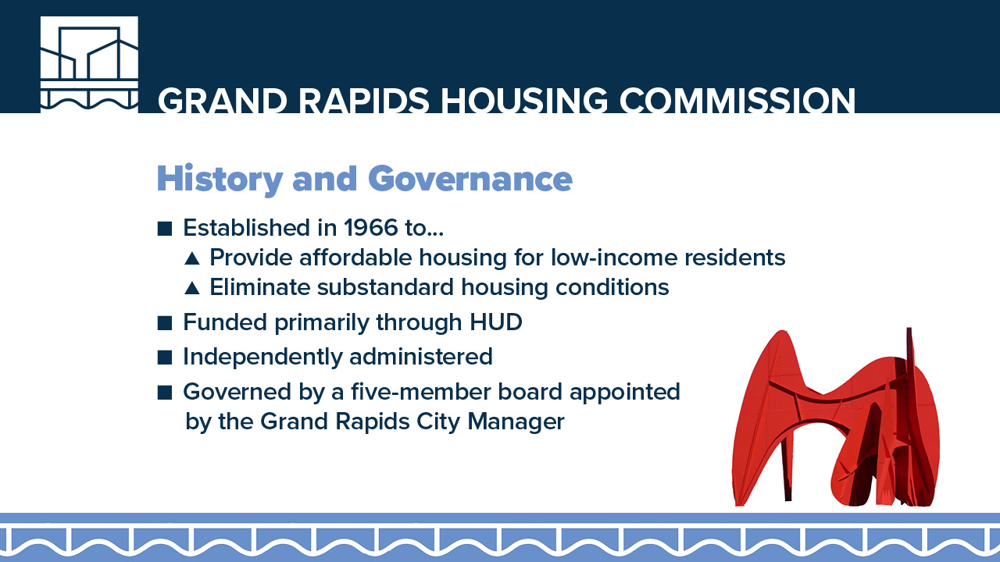 GRAND RAPIDS HOUSING COMMISSION
History and Governance
■ Established in 1966 to...
▲ Provide affordable housing for low-income residents
▲ Eliminate substandard housing conditions
■ Funded primarily through HUD
■ Independently administered
■ Governed by a five-member board appointed
by the Grand Rapids City Manager